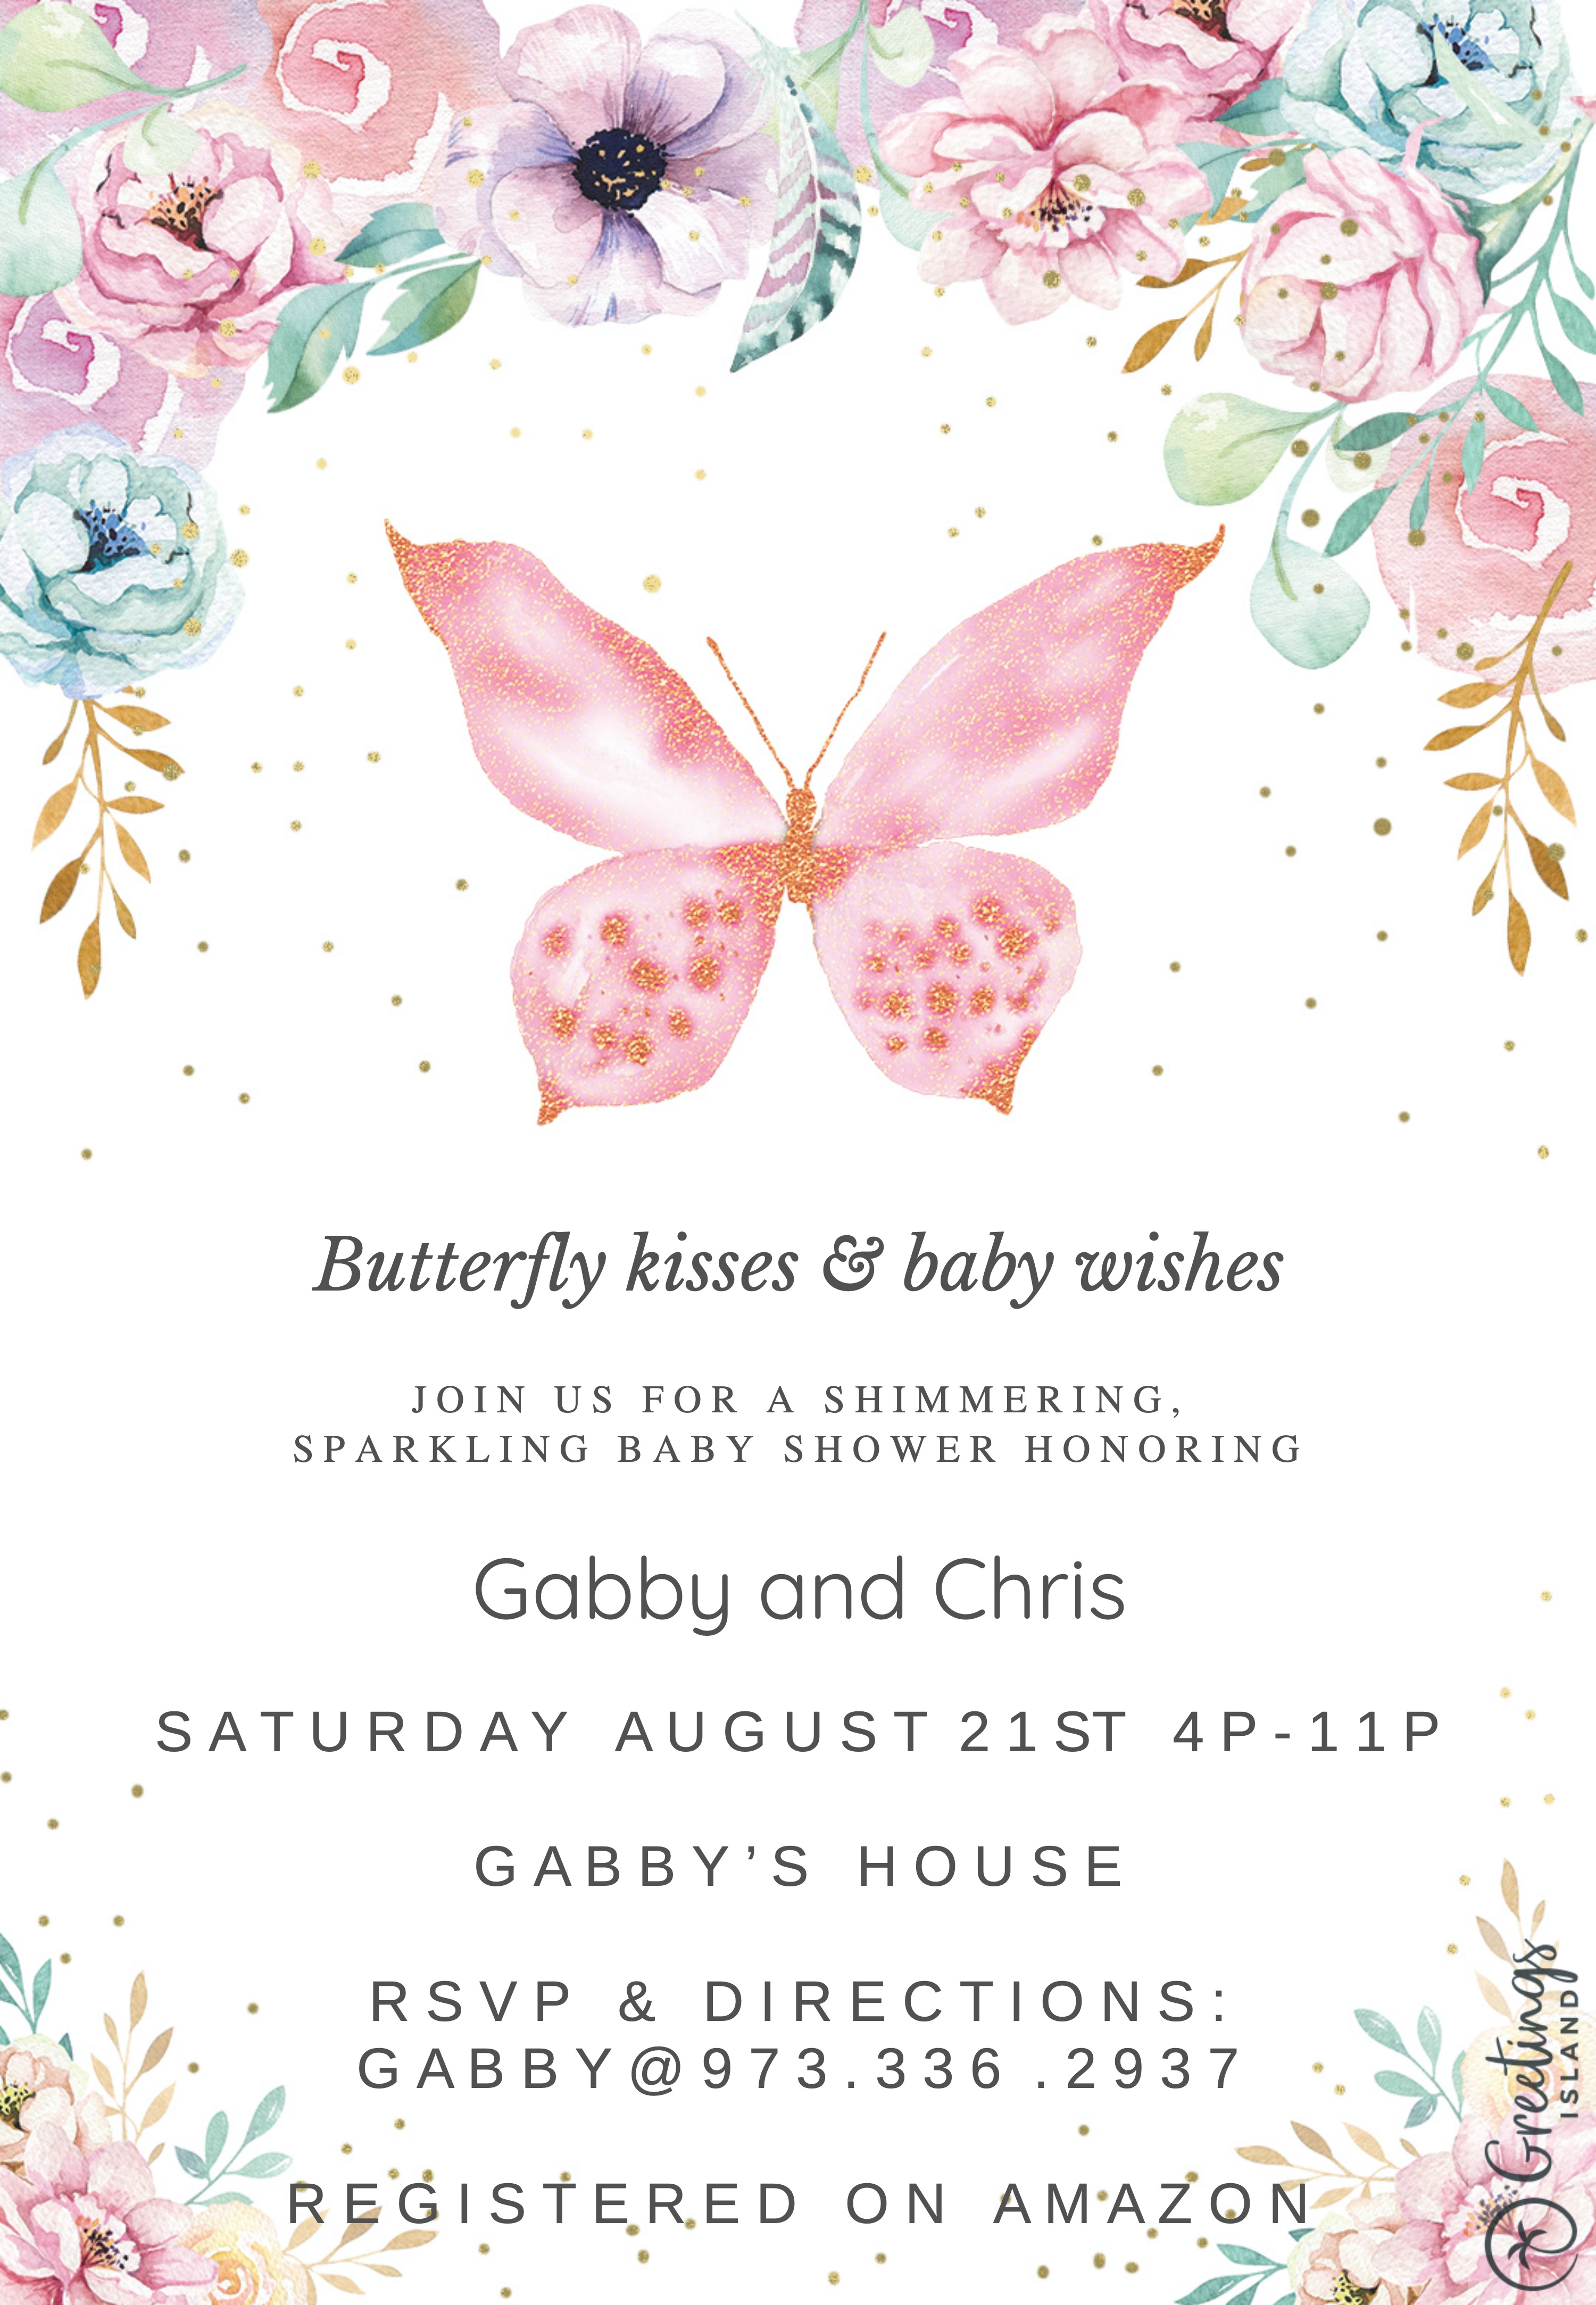 Butterfly kisses & baby wishes
JOIN US FOR A SHIMMERING,
SPARKLING BABY SHOWER HONORING
Gabby and Chris
SATURDAY AUGUST 21ST 4P-11P
GABBY’S HOUSE
RSVP & DIRECTIONS:
GABBY@973.336 .2937
REGISTERED ON AMAZON
Greetings
ISLAND